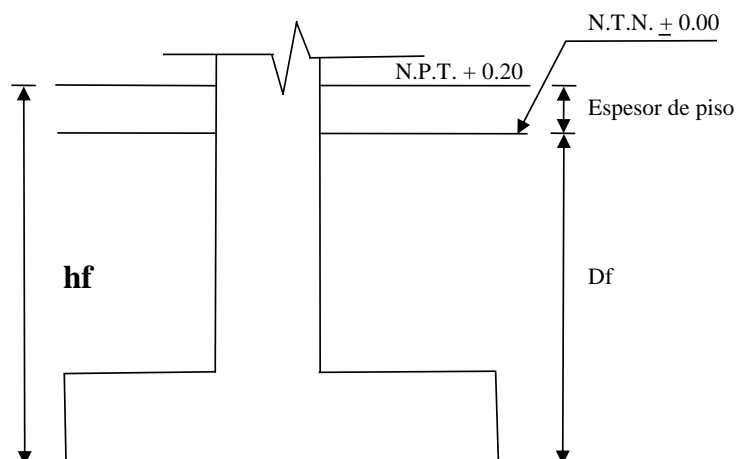 N.T.N. ± 0.00
N.P.T. + 0.20
Espesor de piso
hf
Df